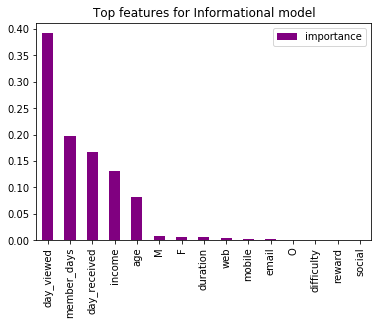 Top features for Informational model
importance
0.40
0.35
0.30
0.25
0.20
0.15
0.10
0.05
0.00
day_viewed
member_days
day_received
income
age
M
F
duration
web
mobile
email
O
difficulty
reward
social